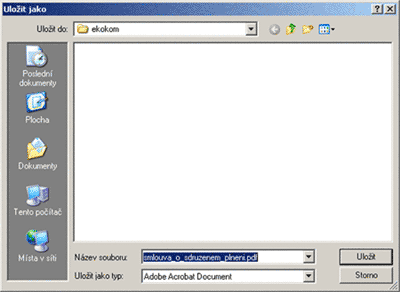 Uložit jako
Uložit do:
ekokom
Poslední
dokumenty
Plocha
Dokumenty
Tento počítač
Místa v síti
Název souboru:
smlouva_o_sdruzenem_plneni.pdf
Uložit
Uložit jako typ:
Adobe Acrobat Document
Storno